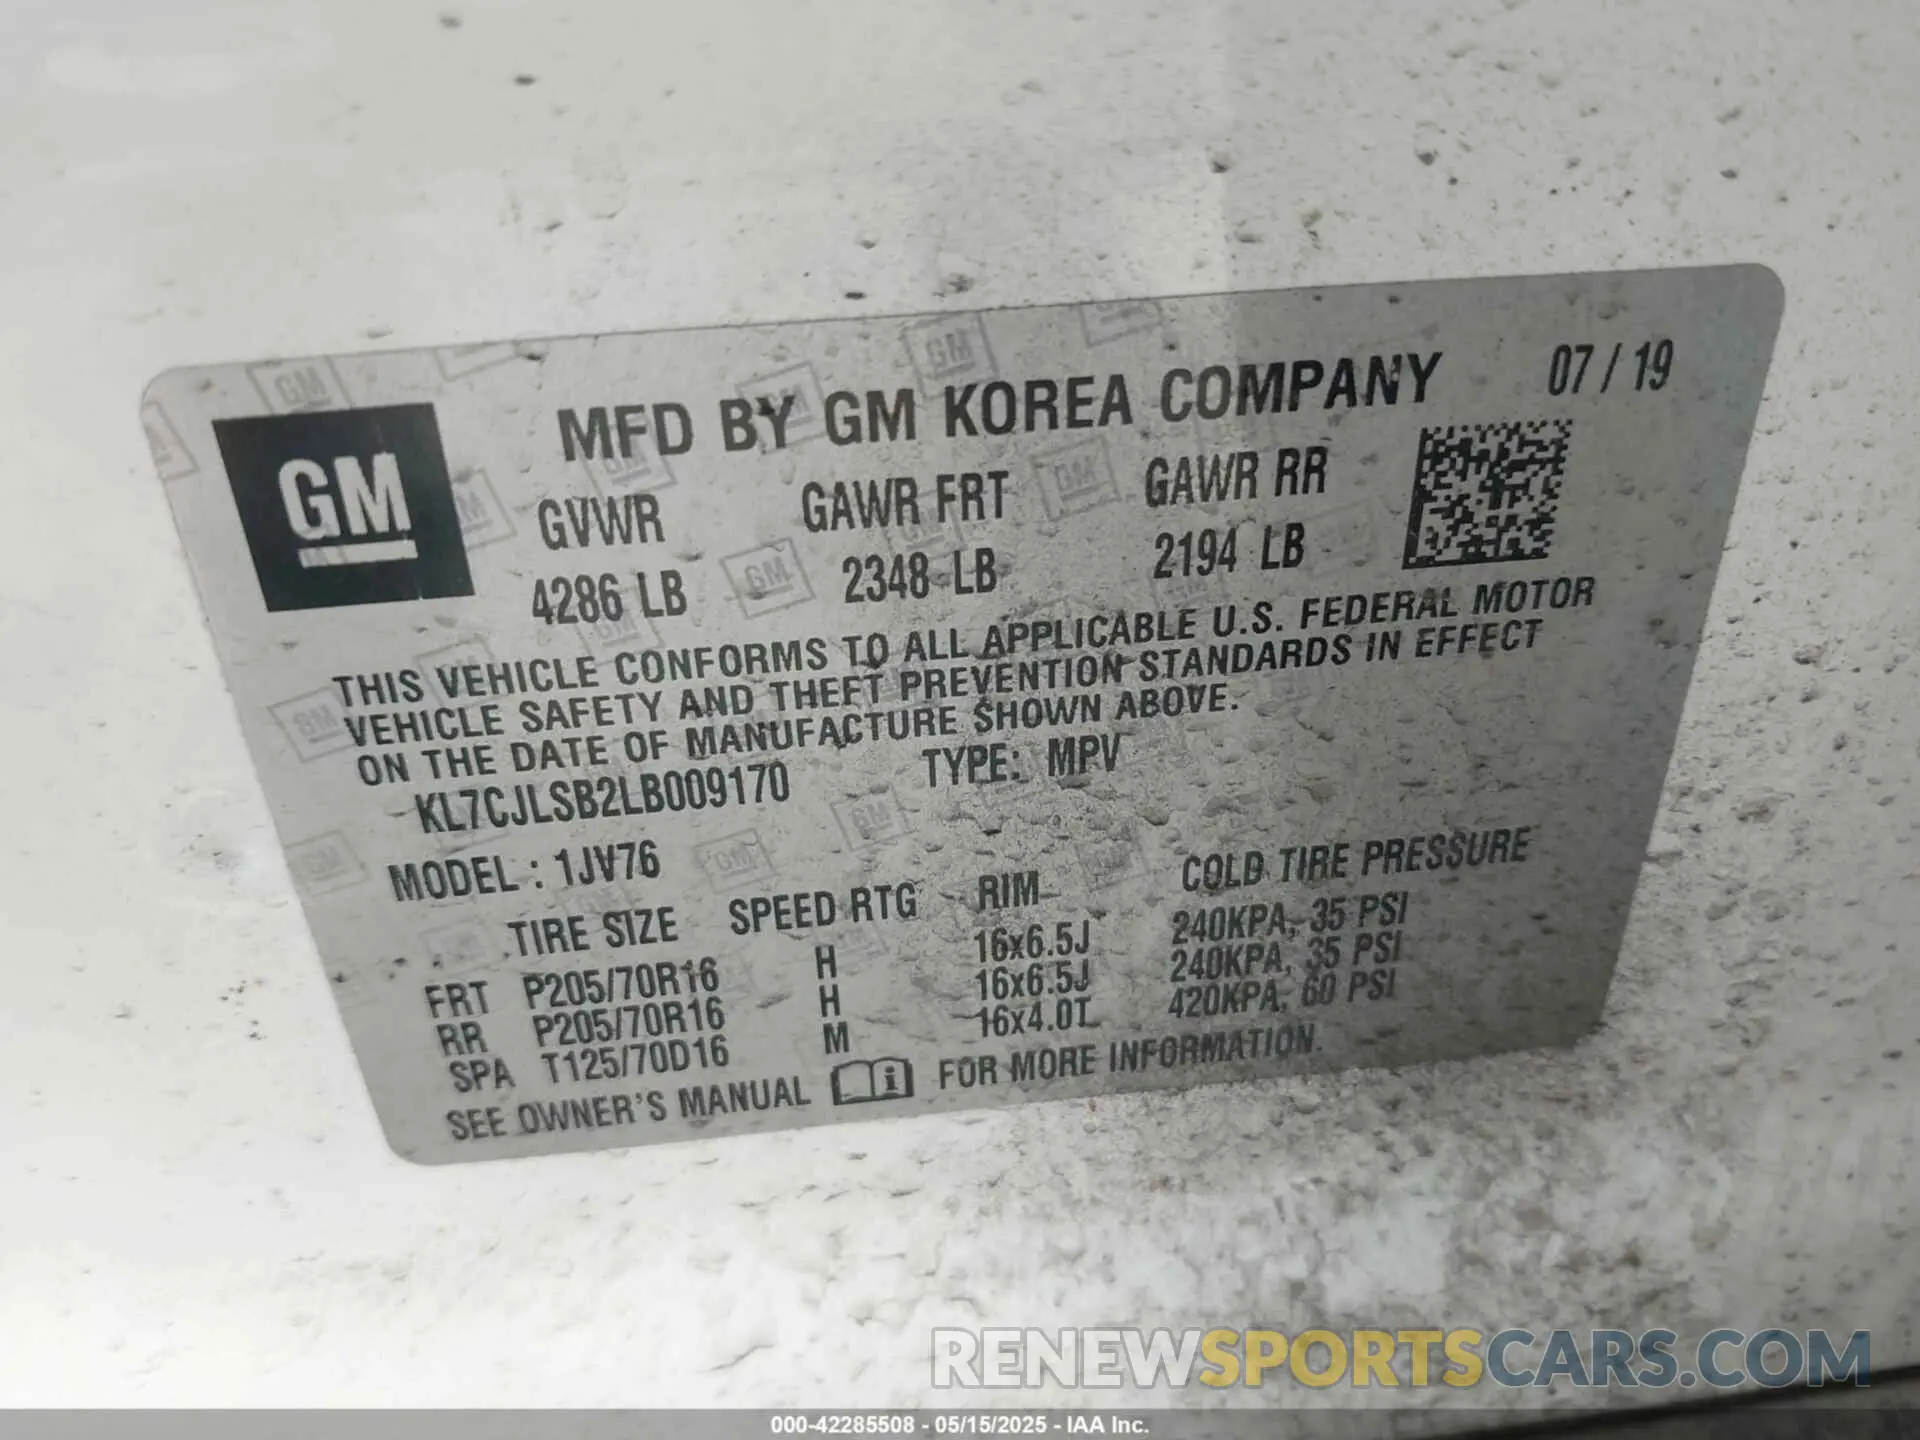 MFD BY GM KOREA COMPANY 07 / 19
GM
GVWR GAWR FRT GAWR RR
4286 LB 2348 LB 2194 LB
THIS VEHICLE CONFORMS TO ALL APPLICABLE U.S. FEDERAL MOTOR
VEHICLE SAFETY AND THEFT PREVENTION STANDARDS IN EFFECT
ON THE DATE OF MANUFACTURE SHOWN ABOVE.
KL7CJLSB2LB009170 TYPE: MPV
MODEL : 1JV76
TIRE SIZE SPEED RTG RIM COLD TIRE PRESSURE
FRT P205/70R16 H 16x6.5J 240KPA, 35 PSI
RR P205/70R16 H 16x6.5J 240KPA, 35 PSI
SPA T125/70D16 M 16x4.0T 420KPA, 60 PSI
SEE OWNER'S MANUAL FOR MORE INFORMATION.
RENEWSPORTSCARS.COM
000-42285508 - 05/15/2025 - IAA Inc.